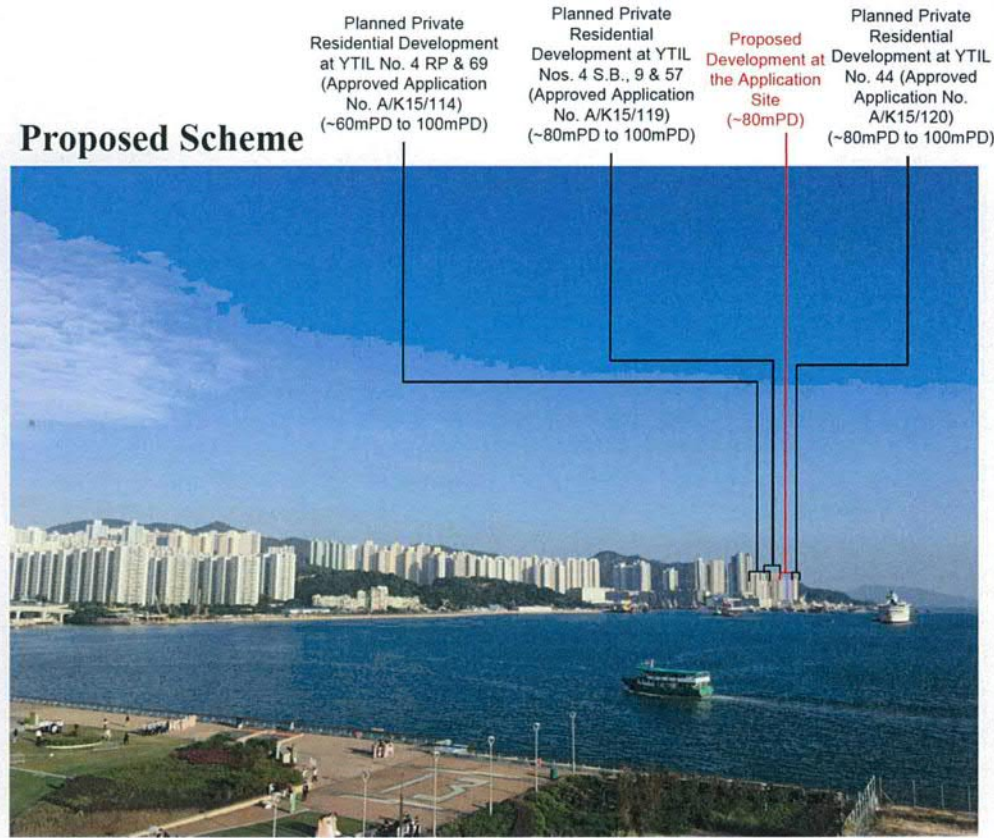 Planned Private
Residential Development
at YTIL No. 4 RP & 69
(Approved Application
No. A/K15/114)
(~60mPD to 100mPD)
Planned Private
Residential
Development at YTIL
Nos. 4 S.B., 9 & 57
(Approved Application
No. A/K15/119)
(~80mPD to 100mPD)
Proposed
Development at
the Application
Site
(~80mPD)
Planned Private
Residential
Development at YTIL
No. 44 (Approved
Application No.
A/K15/120)
(~80mPD to 100mPD)
Proposed Scheme